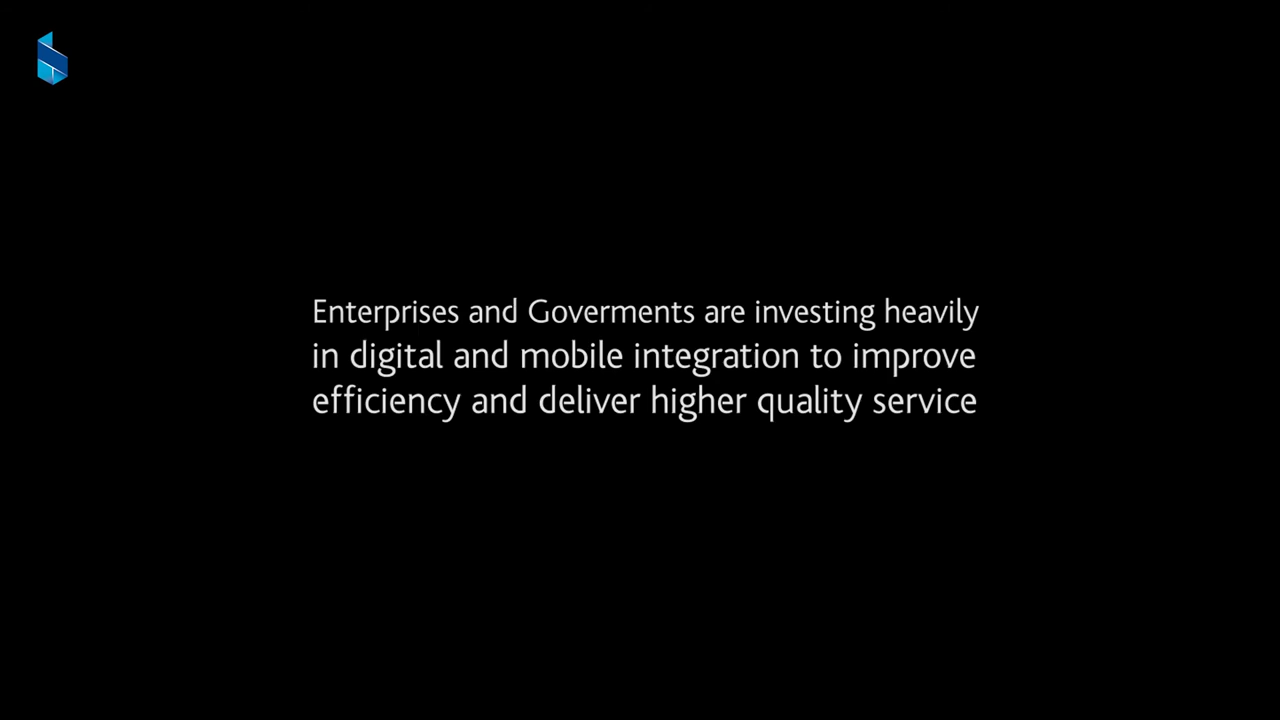 Enterprises and Goverments are investing heavily
in digital and mobile integration to improve
efficiency and deliver higher quality service